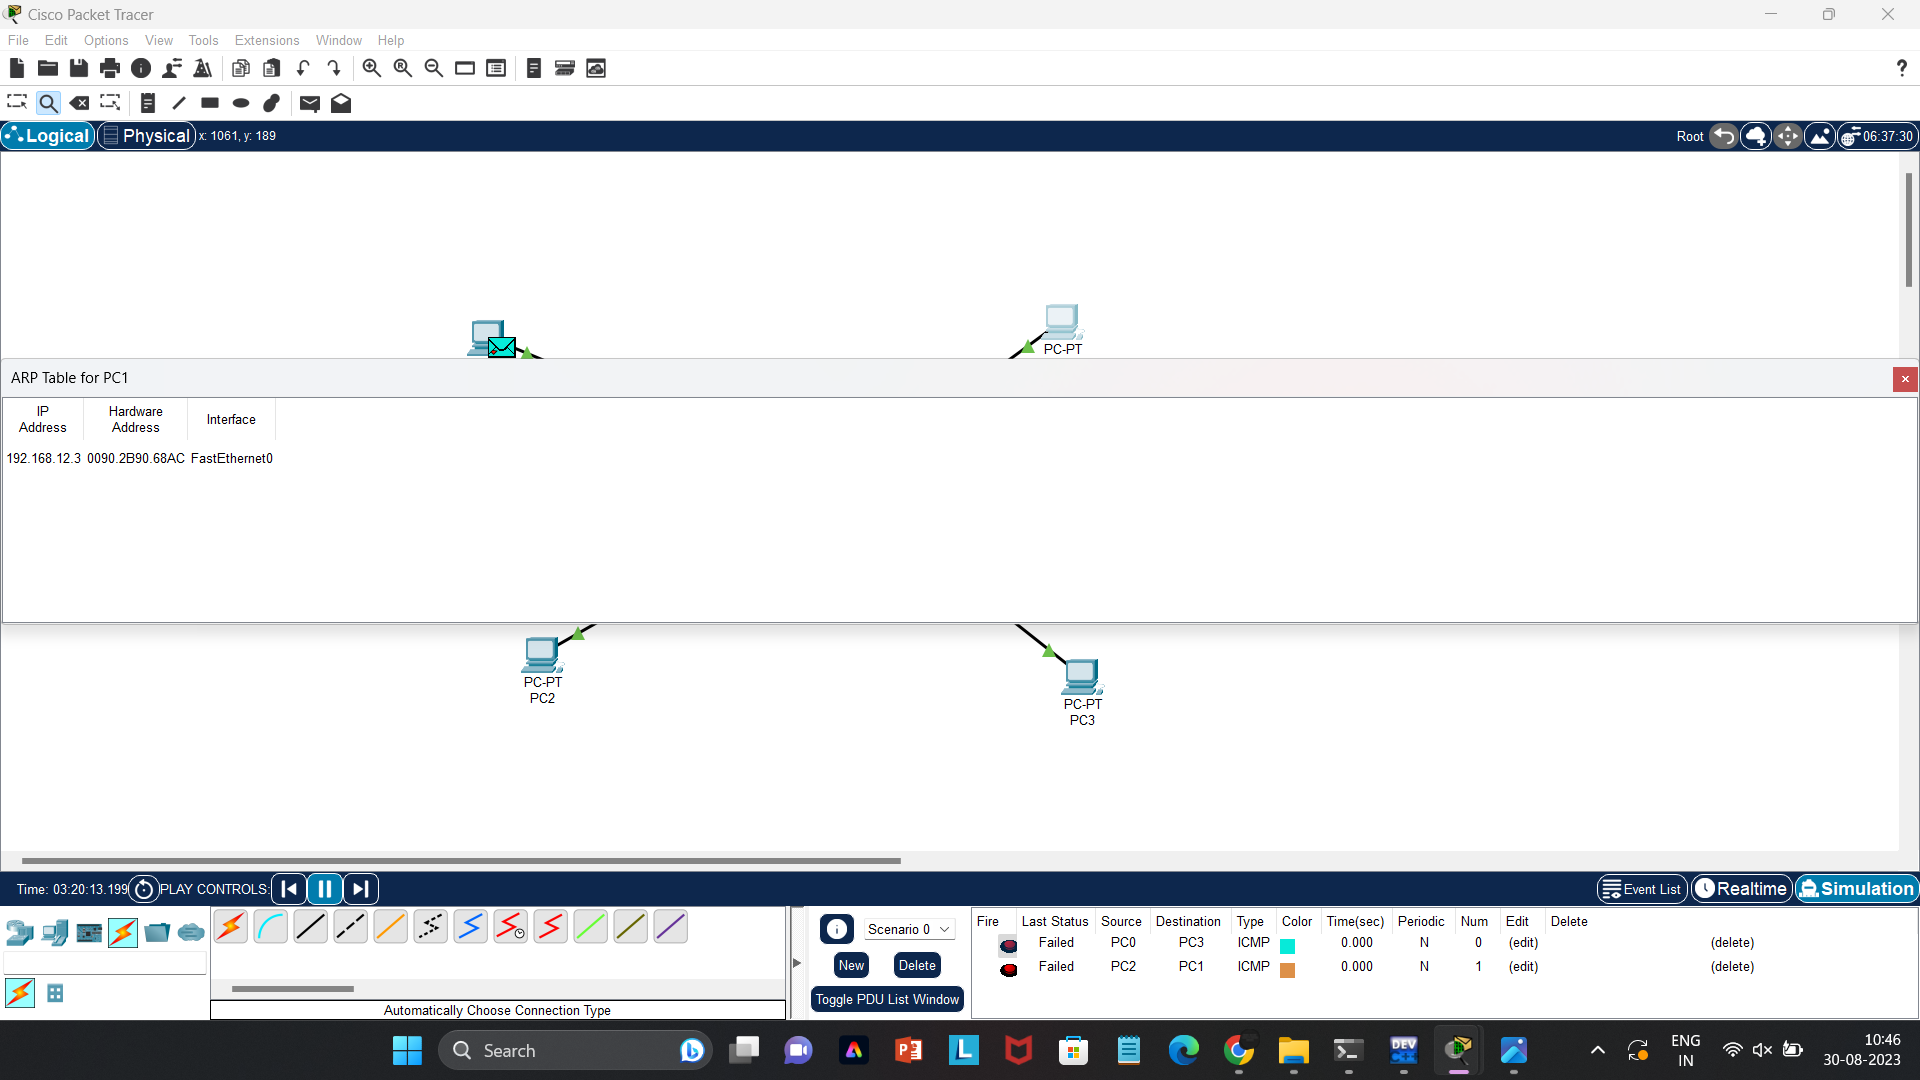 Cisco Packet Tracer
File Edit Options View Tools Extensions Window Help
?
Logical Physical x: 1061, y: 189 Root 06:37:30
PC-PT
ARP Table for PC1
IP Address Hardware Address Interface
192.168.12.3 0090.2B90.68AC FastEthernet0
PC-PT
PC2
PC-PT
PC3
Time: 03:20:13.199 PLAY CONTROLS: Event List Realtime Simulation
Fire Last Status Source Destination Type Color Time(sec) Periodic Num Edit Delete
Failed PC0 PC3 ICMP 0.000 N 0 (edit) (delete)
Failed PC2 PC1 ICMP 0.000 N 1 (edit) (delete)
Scenario 0
New Delete
Toggle PDU List Window
Automatically Choose Connection Type
Search
DEV
C++
ENG
IN
10:46
30-08-2023